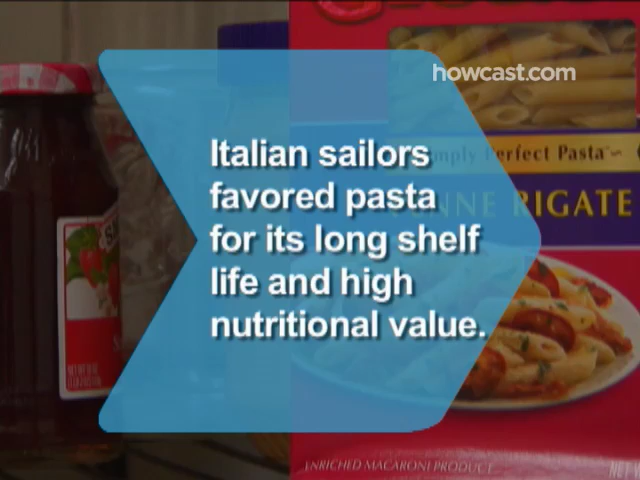 howcast.com
Italian sailors
favored pasta
for its long shelf
life and high
nutritional value.
Perfect Pasta
RIGATE
ENRICHED MACARONI PRODUCT